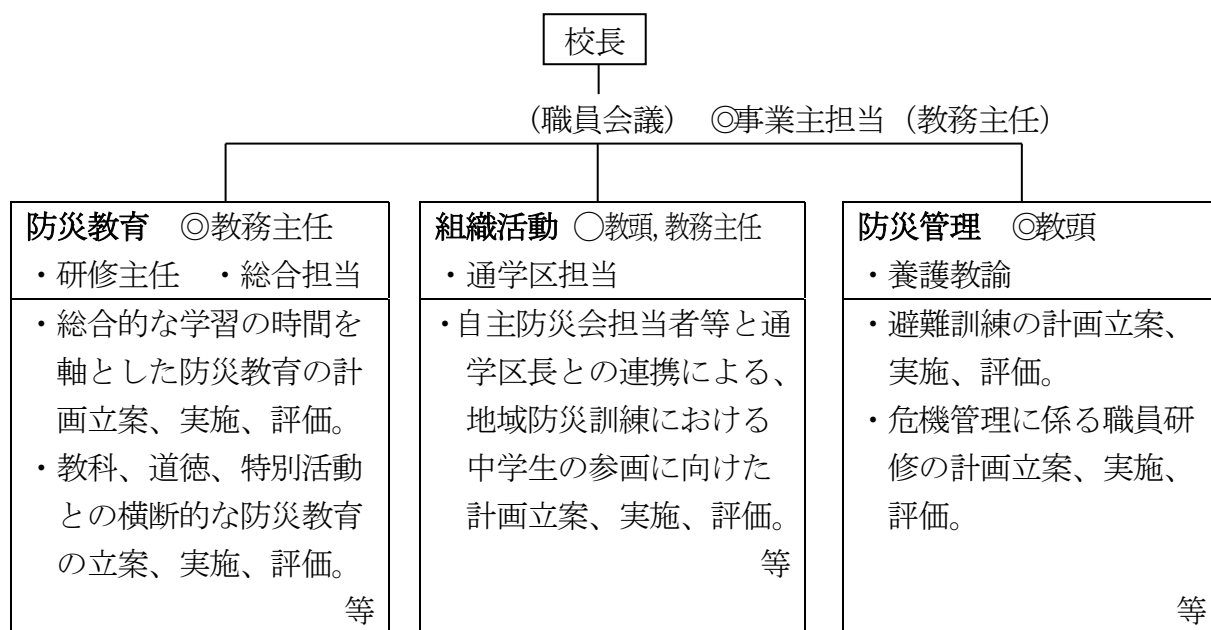 校長
(職員会議) ◎事業主担当(教務主任)
防災教育 ◎教務主任
・研修主任 ・総合担当
・総合的な学習の時間を
軸とした防災教育の計
画立案、実施、評価。
・教科、道徳、特別活動
との横断的な防災教育
の立案、実施、評価。
等
組織活動 ○教頭,教務主任
・通学区担当
・自主防災会担当者等と通
学区長との連携による、
地域防災訓練における
中学生の参画に向けた
計画立案、実施、評価。
等
防災管理 ◎教頭
・養護教諭
・避難訓練の計画立案、
実施、評価。
・危機管理に係る職員研
修の計画立案、実施、
評価。
等